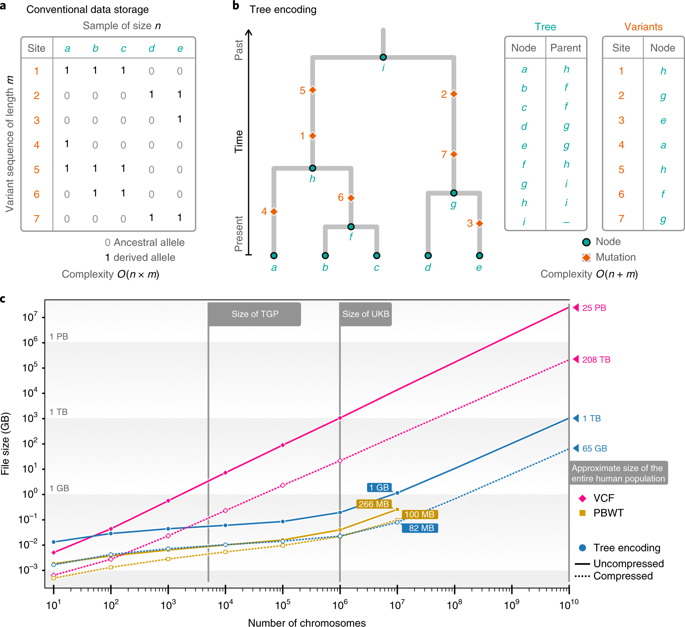 a Conventional data storage
Sample of size n
Site a b c d e
1 1 1 1 0 0
2 0 0 0 1 1
3 0 0 0 0 1
4 1 0 0 0 0
5 1 1 1 0 0
6 0 1 1 0 0
7 0 0 0 1 1
Variant sequence of length m
0 Ancestral allele
1 derived allele
Complexity O(n × m)
b Tree encoding
Past
Time
Present
i
5
2
1
7
h
6
g
4
f
3
a b c d e
Tree
Node Parent
a h
b f
c f
d g
e g
f h
g i
h i
i –
Variants
Site Node
1 h
2 g
3 e
4 a
5 h
6 f
7 g
Node
Mutation
Complexity O(n + m)
c
File size (GB)
10⁷
10⁶
10⁵
10⁴
10³
10²
10¹
10⁰
10⁻¹
10⁻²
10⁻³
1 PB
1 TB
1 GB
Size of TGP
Size of UKB
25 PB
208 TB
1 TB
65 GB
1 GB
266 MB
100 MB
82 MB
Approximate size of the
entire human population
VCF
PBWT
Tree encoding
Uncompressed
Compressed
10¹ 10² 10³ 10⁴ 10⁵ 10⁶ 10⁷ 10⁸ 10⁹ 10¹⁰
Number of chromosomes